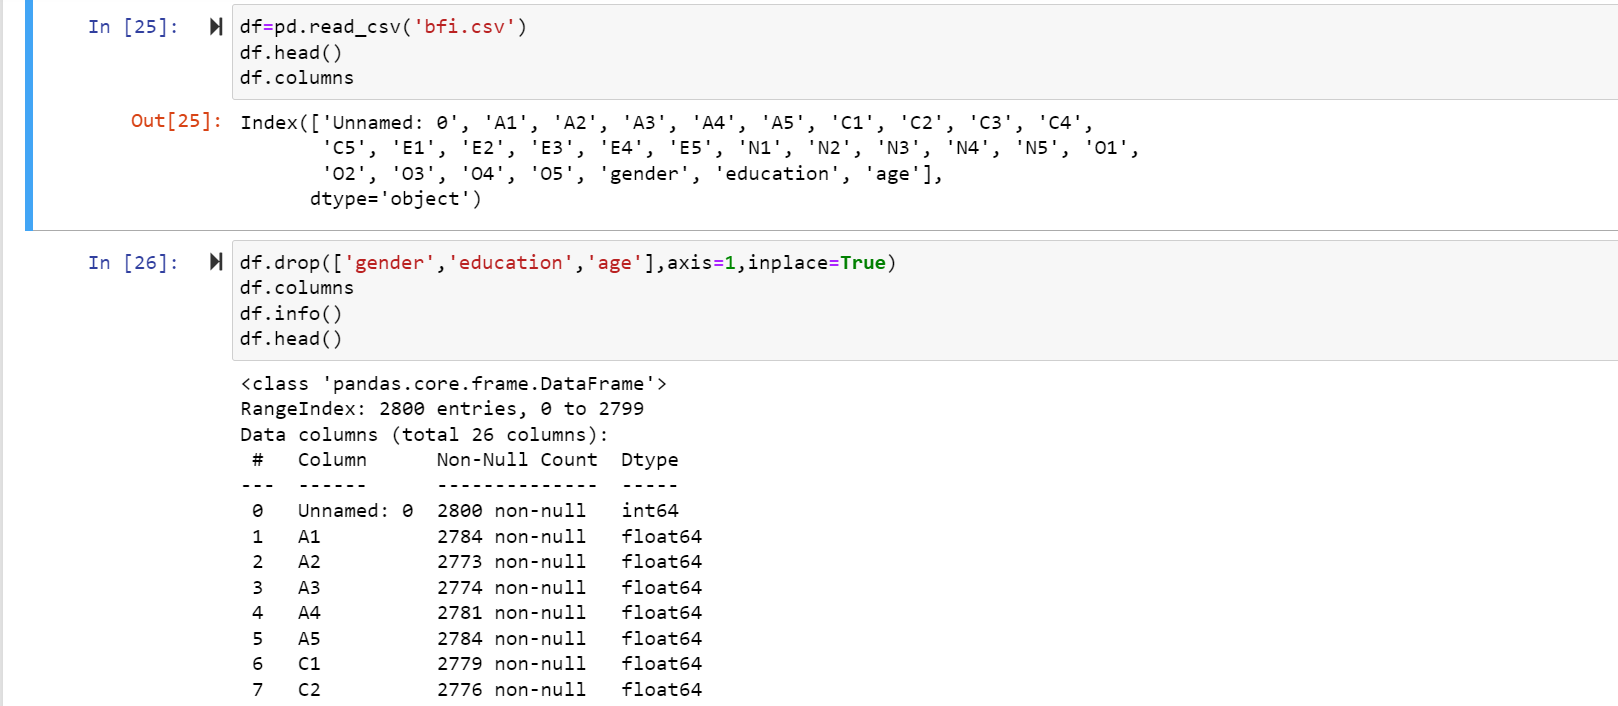 In [25]: df=pd.read_csv('bfi.csv')
df.head()
df.columns
Out[25]: Index(['Unnamed: 0', 'A1', 'A2', 'A3', 'A4', 'A5', 'C1', 'C2', 'C3', 'C4',
'C5', 'E1', 'E2', 'E3', 'E4', 'E5', 'N1', 'N2', 'N3', 'N4', 'N5', 'O1',
'O2', 'O3', 'O4', 'O5', 'gender', 'education', 'age'],
dtype='object')
In [26]: df.drop(['gender','education','age'],axis=1,inplace=True)
df.columns
df.info()
df.head()
<class 'pandas.core.frame.DataFrame'>
RangeIndex: 2800 entries, 0 to 2799
Data columns (total 26 columns):
# Column Non-Null Count Dtype
--- ------ -------------- -----
0 Unnamed: 0 2800 non-null int64
1 A1 2784 non-null float64
2 A2 2773 non-null float64
3 A3 2774 non-null float64
4 A4 2781 non-null float64
5 A5 2784 non-null float64
6 C1 2779 non-null float64
7 C2 2776 non-null float64